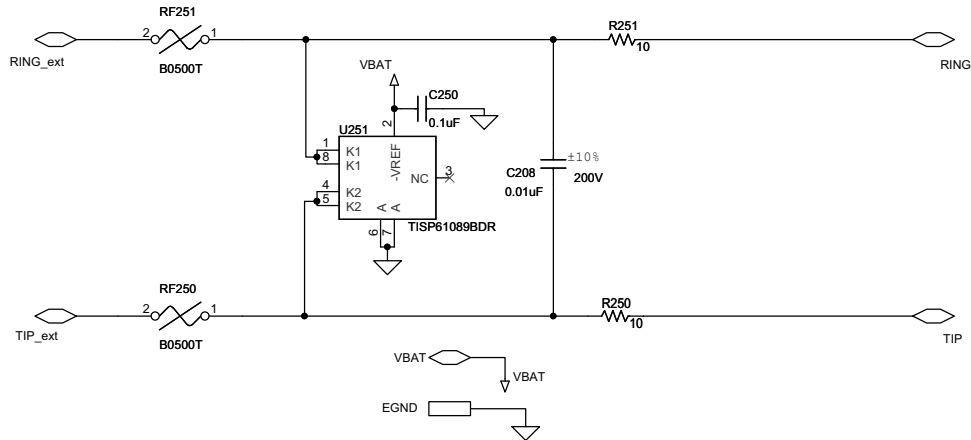 RF251
2
1
B0500T
RING_ext
R251
10
RING
VBAT
C250
0.1uF
2
U251
1
8
K1
K1
-VREF
NC
3
4
5
K2
K2
A
A
6
7
TISP61089BDR
±10%
C208
0.01uF
200V
RF250
2
1
B0500T
TIP_ext
R250
10
TIP
VBAT
VBAT
EGND